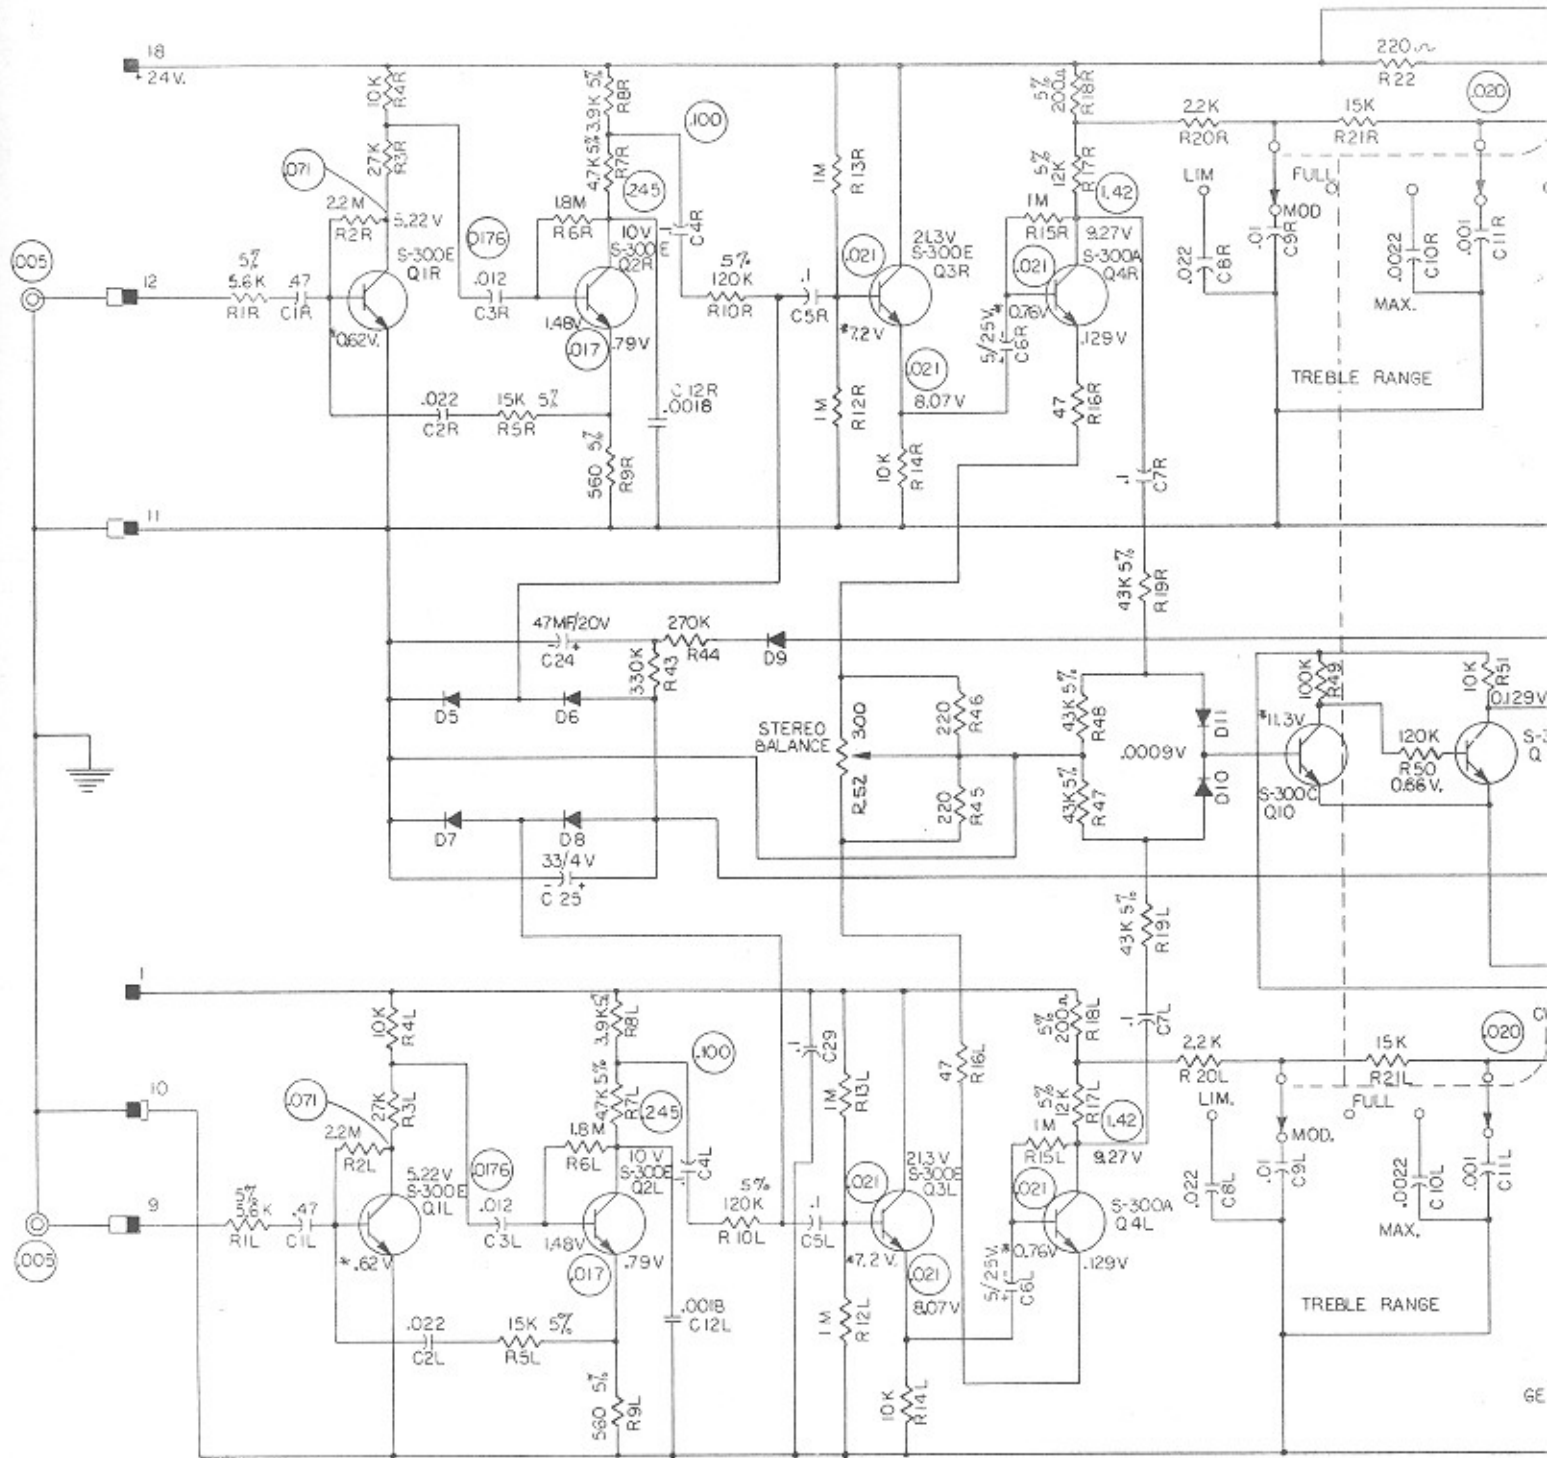 18
+24V.
10K
R4R
27K
R3R
.071
2.2M
R2R
5.22V
S-300E
Q1R
.005
12
5%
5.6K
R1R
.47
C1R
*0.62V.
.0176
.012
C3R
3.9K 5%
R8R
4.7K 5%
R7R
.100
.245
1.8M
R6R
10V
S-300E
Q2R
C4R
1.48V
.017
.79V
5%
120K
R10R
.1
C5R
.022
C2R
15K 5%
R5R
C12R
.0018
560 5%
R9R
1M
R13R
21.3V
S-300E
Q3R
.021
*7.2V
.021
8.07V
1M
R12R
10K
R14R
5%
200Ω
R18R
5%
12K
R17R
1.42
1M
R15R
9.27V
S-300A
Q4R
.021
*0.76V
.129V
5/25V.
C6R
47
R16R
.1
C7R
220Ω
R22
2.2K
R20R
15K
R21R
.020
LIM
FULL
MOD
.022
C8R
.01
C9R
.0022
C10R
.001
C11R
MAX.
TREBLE RANGE
11
43K 5%
R19R
47MF/20V
C24
270K
R44
D9
330K
R43
D5
D6
STEREO
BALANCE
300
R52
220
R46
220
R45
43K 5%
R48
43K 5%
R47
D11
.0009V
D10
100K
R49
10K
R51
0.129V
*11.3V
120K
R50
0.66V.
S-300C
Q10
S-3
Q
D7
D8
33/4V
C25
43K 5%
R19L
1
10K
R4L
27K
R3L
.071
2.2M
R2L
5.22V
S-300E
Q1L
10
9
5%
5.6K
R1L
.47
C1L
*.62V
.005
.0176
.012
C3L
3.9K 5%
R8L
47K 5%
R7L
.100
.245
1.8M
R6L
10V
S-300E
Q2L
C4L
1.48V
.017
.79V
5%
120K
R10L
.1
C5L
.022
C2L
15K 5%
R5L
.0018
C12L
560 5%
R9L
.1
C29
1M
R13L
21.3V
S-300E
Q3L
.021
*7.2V.
.021
8.07V
1M
R12L
10K
R14L
47
R16L
5%
200Ω
R18L
5%
12K
R17L
1.42
1M
R15L
9.27V
S-300A
Q4L
.021
*0.76V
.129V
5/25V.
C6L
.1
C7L
2.2K
R20L
15K
R21L
.020
LIM.
FULL
MOD.
.022
C8L
.01
C9L
.0022
C10L
.001
C11L
MAX.
TREBLE RANGE
GE